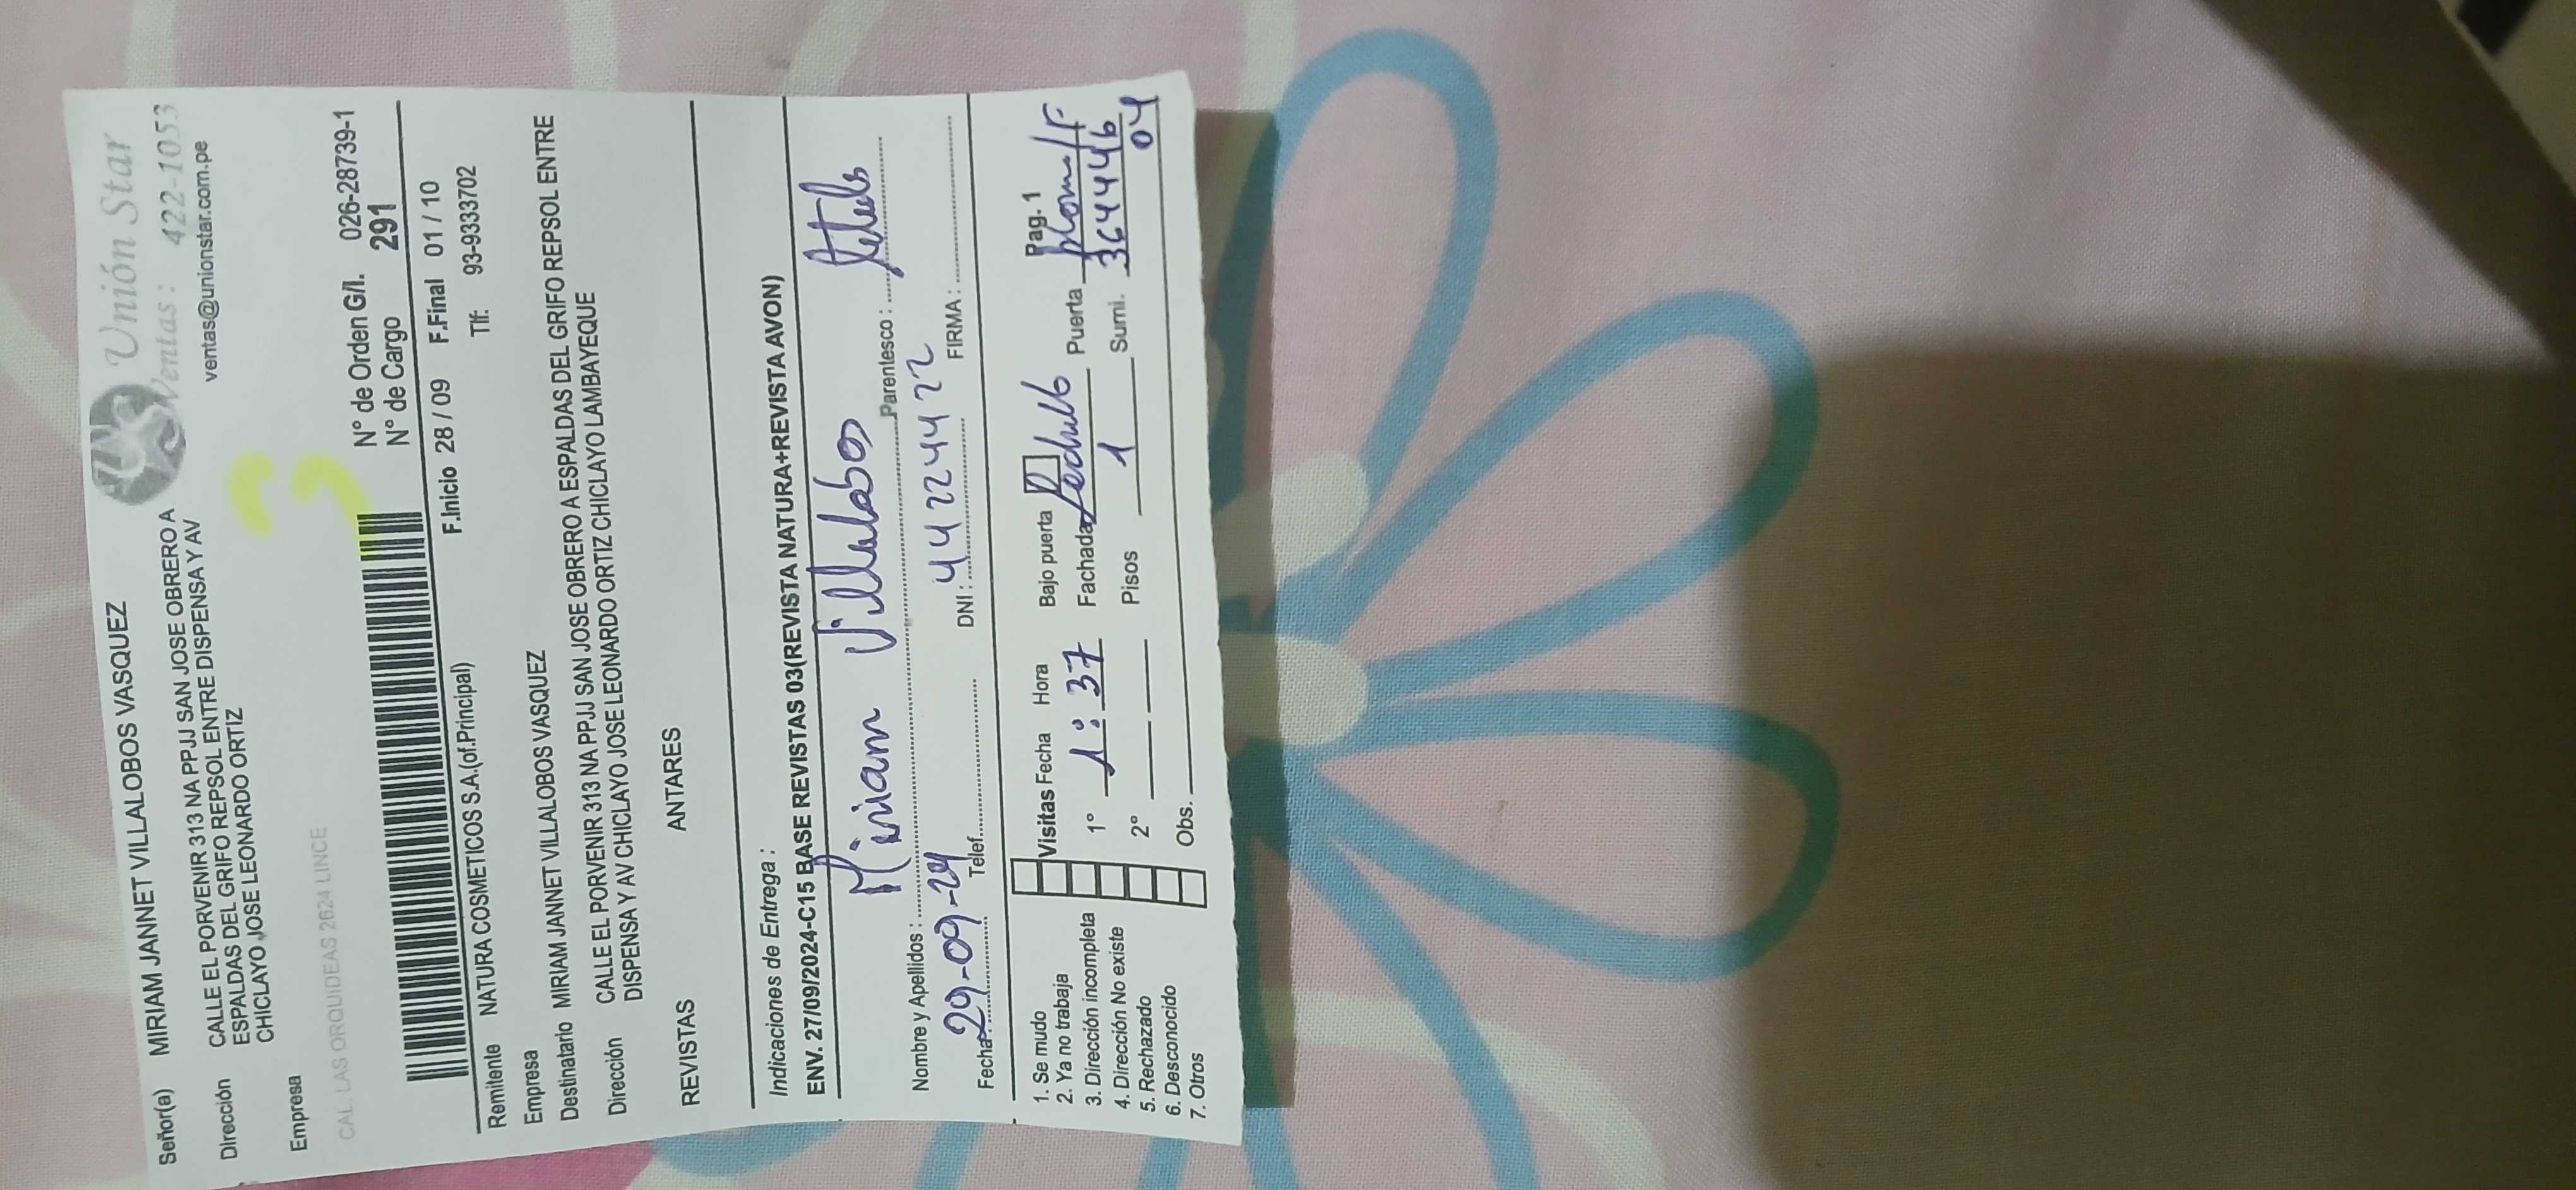 Unión Star
Ventas: 422-1053
ventas@unionstar.com.pe
Señor(a) MIRIAM JANNET VILLALOBOS VASQUEZ
Dirección CALLE EL PORVENIR 313 NA PPJJ SAN JOSE OBRERO A
ESPALDAS DEL GRIFO REPSOL ENTRE DISPENSA Y AV
CHICLAYO JOSE LEONARDO ORTIZ
Empresa
CAL. LAS ORQUIDEAS 2624 LINCE
N° de Orden G/I. 026-28739-1
N° de Cargo 291
F.Inicio 28 / 09 F.Final 01 / 10
Remitente NATURA COSMETICOS S.A.(of.Principal) Tlf: 93-9333702
Empresa
Destinatario MIRIAM JANNET VILLALOBOS VASQUEZ
Dirección CALLE EL PORVENIR 313 NA PPJJ SAN JOSE OBRERO A ESPALDAS DEL GRIFO REPSOL ENTRE
DISPENSA Y AV CHICLAYO JOSE LEONARDO ORTIZ CHICLAYO LAMBAYEQUE
REVISTAS ANTARES
Indicaciones de Entrega :
ENV. 27/09/2024-C15 BASE REVISTAS 03(REVISTA NATURA+REVISTA AVON)
Nombre y Apellidos : Miriam Villalobos Parentesco :
Fecha 29-09-24 Telef. DNI : 44224422 FIRMA :
Pag. 1
1. Se mudo
2. Ya no trabaja
3. Dirección incompleta
4. Dirección No existe
5. Rechazado
6. Desconocido
7. Otros
Visitas Fecha Hora Bajo puerta
1° 1:37 Fachada Puerta
2° Pisos 1 Sumi. 36444446
04
Obs.